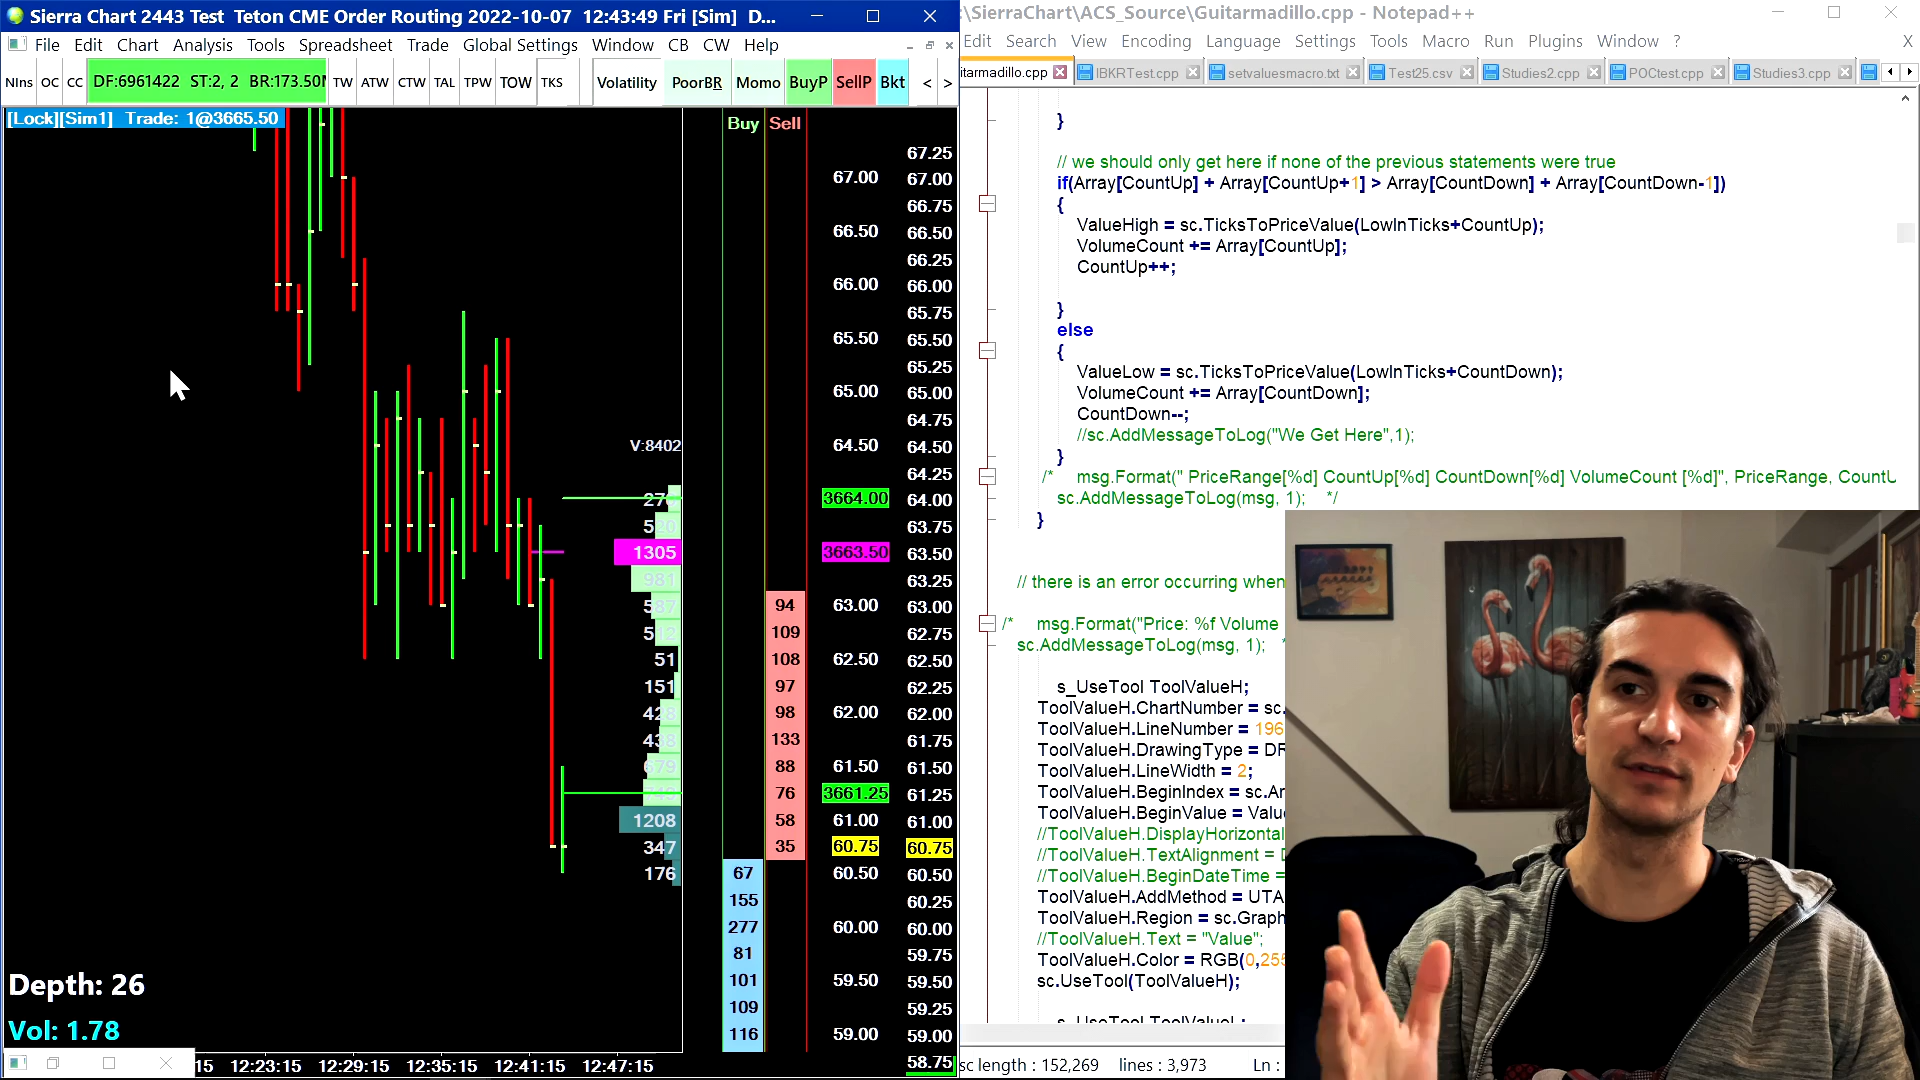 Sierra Chart 2443 Test  Teton CME Order Routing 2022-10-07  12:43:49 Fri [Sim]  D...
:\SierraChart\ACS_Source\Guitarmadillo.cpp - Notepad++
File Edit Chart Analysis Tools Spreadsheet Trade Global Settings Window CB CW Help
Edit Search View Encoding Language Settings Tools Macro Run Plugins Window ? X
NIns OC CC DF:6961422 ST:2, 2 BR:173.50M TW ATW CTW TAL TPW TOW TKS Volatility PoorBR Momo BuyP SellP Bkt < >
itarmadillo.cpp IBKRTest.cpp setvaluesmacro.txt Test25.csv Studies2.cpp POCtest.cpp Studies3.cpp
[Lock][Sim1]  Trade: 1@3665.50
Buy Sell
67.25
67.00 67.00
66.75
66.50 66.50
66.25
66.00 66.00
65.75
65.50 65.50
65.25
65.00 65.00
64.75
V:8402 64.50 64.50
64.25
3664.00 64.00
63.75
1305 3663.50 63.50
981 63.25
94 63.00 63.00
109 62.75
51 108 62.50 62.50
151 97 62.25
98 62.00 62.00
133 61.75
88 61.50 61.50
76 3661.25 61.25
1208 58 61.00 61.00
347 35 60.75 60.75
176 67 60.50 60.50
155 60.25
277 60.00 60.00
81 59.75
101 59.50 59.50
109 59.25
116 59.00 59.00
58.75
Depth: 26
Vol: 1.78
15 12:23:15 12:29:15 12:35:15 12:41:15 12:47:15
}
// we should only get here if none of the previous statements were true
if(Array[CountUp] + Array[CountUp+1] > Array[CountDown] + Array[CountDown-1])
{
ValueHigh = sc.TicksToPriceValue(LowInTicks+CountUp);
VolumeCount += Array[CountUp];
CountUp++;
}
else
{
ValueLow = sc.TicksToPriceValue(LowInTicks+CountDown);
VolumeCount += Array[CountDown];
CountDown--;
//sc.AddMessageToLog("We Get Here",1);
}
/* msg.Format(" PriceRange[%d] CountUp[%d] CountDown[%d] VolumeCount [%d]", PriceRange, CountU
sc.AddMessageToLog(msg, 1); */
}
// there is an error occurring when
/* msg.Format("Price: %f Volume
sc.AddMessageToLog(msg, 1);
s_UseTool ToolValueH;
ToolValueH.ChartNumber = sc.
ToolValueH.LineNumber = 196
ToolValueH.DrawingType = DR
ToolValueH.LineWidth = 2;
ToolValueH.BeginIndex = sc.Ar
ToolValueH.BeginValue = Value
//ToolValueH.DisplayHorizontal
//ToolValueH.TextAlignment = D
//ToolValueH.BeginDateTime =
ToolValueH.AddMethod = UTA
ToolValueH.Region = sc.Graph
//ToolValueH.Text = "Value";
ToolValueH.Color = RGB(0,255
sc.UseTool(ToolValueH);
s_UseTool ToolValueL;
sc length : 152,269 lines : 3,973 Ln :